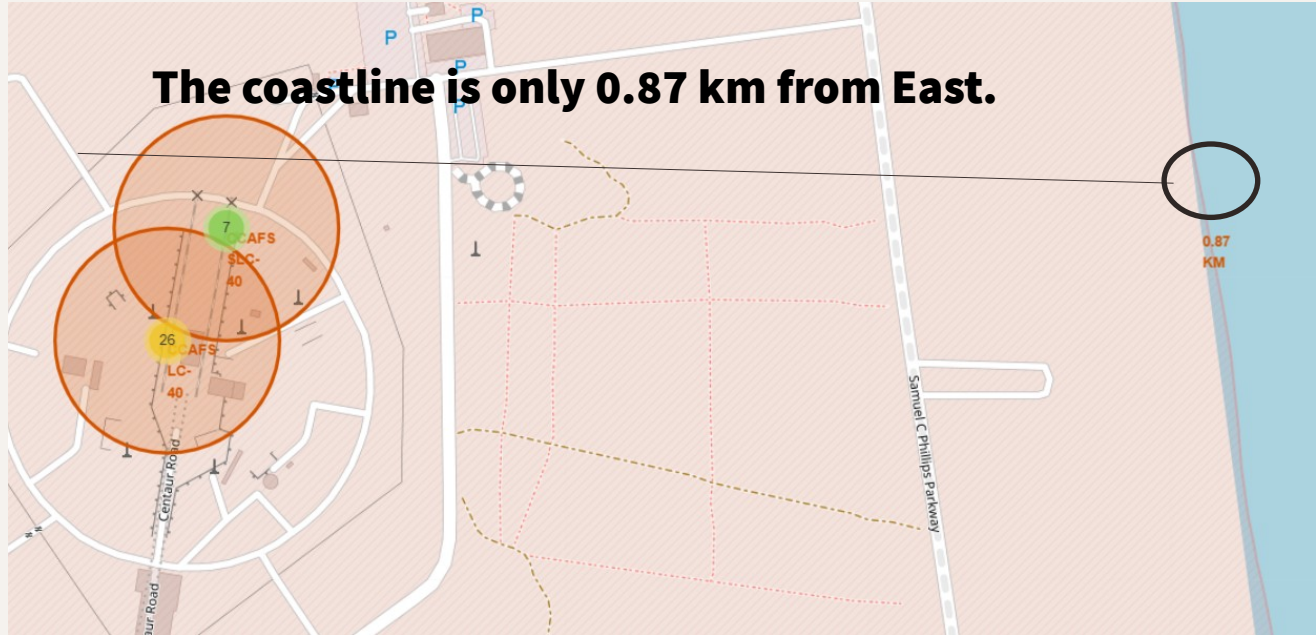 P
P
The coastline is only 0.87 km from East.
P
7
CCAFS
SLC-
40
0.87
KM
26
CCAFS
LC-
40
Samuel C Phillips Parkway
Centaur Road
aur Road